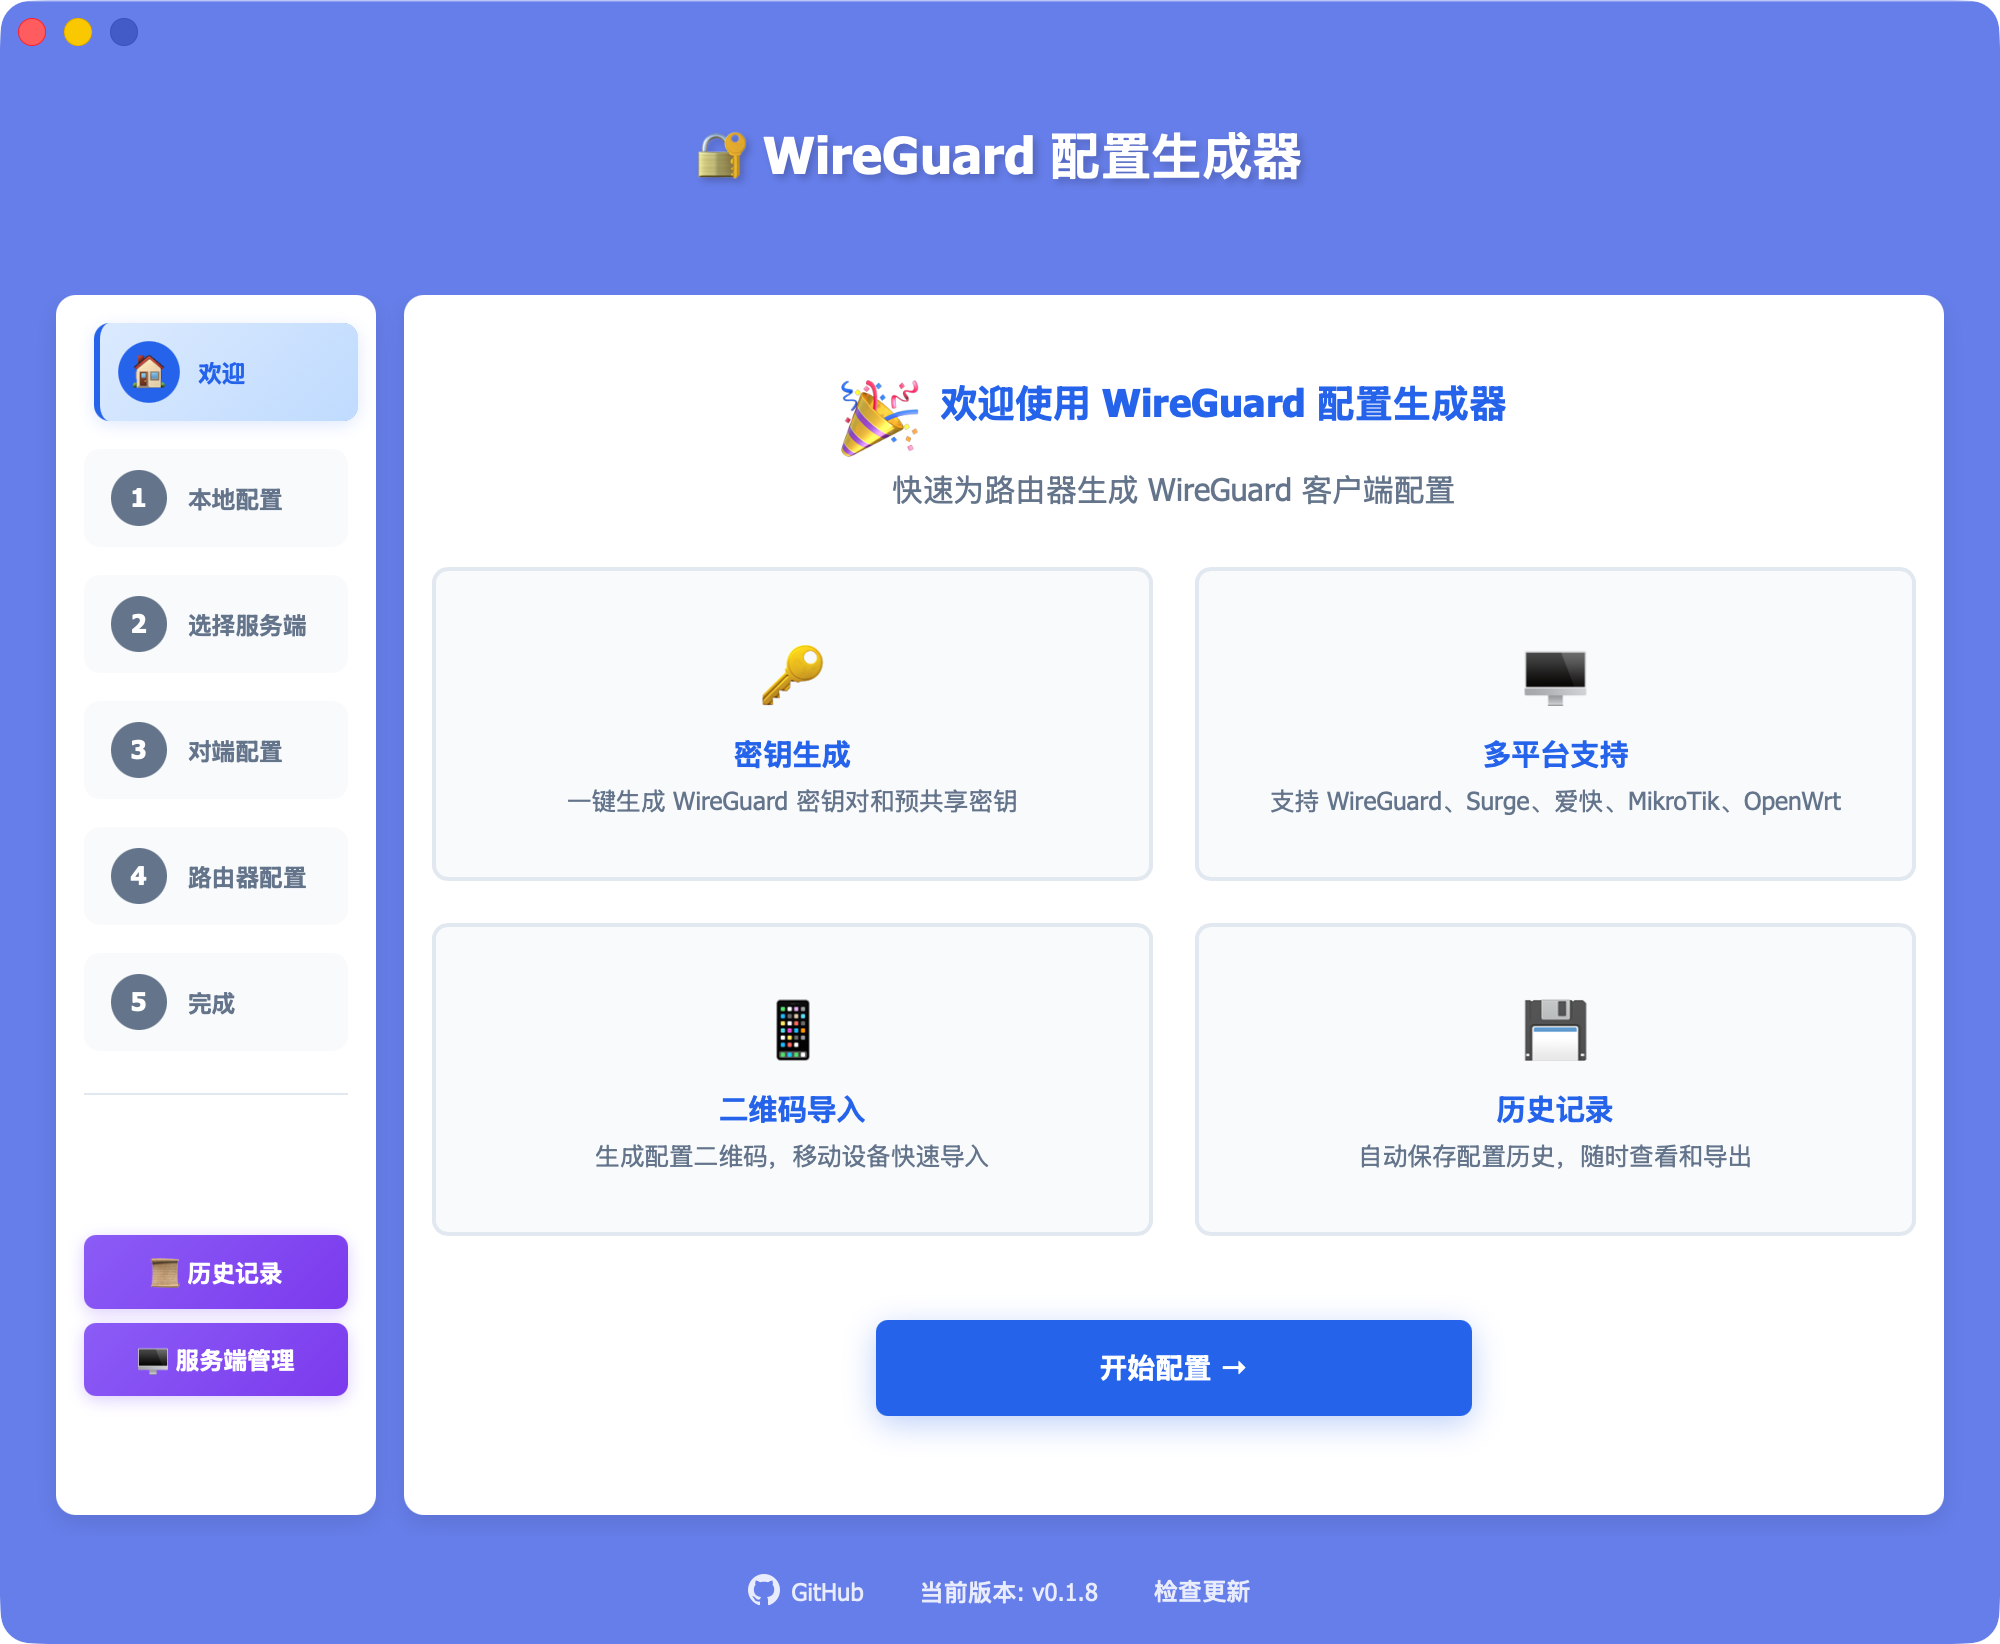 WireGuard 配置生成器
欢迎
1 本地配置
2 选择服务端
3 对端配置
4 路由器配置
5 完成
历史记录
服务端管理
欢迎使用 WireGuard 配置生成器
快速为路由器生成 WireGuard 客户端配置
密钥生成
一键生成 WireGuard 密钥对和预共享密钥
多平台支持
支持 WireGuard、Surge、爱快、MikroTik、OpenWrt
二维码导入
生成配置二维码，移动设备快速导入
历史记录
自动保存配置历史，随时查看和导出
开始配置 →
GitHub 当前版本: v0.1.8 检查更新